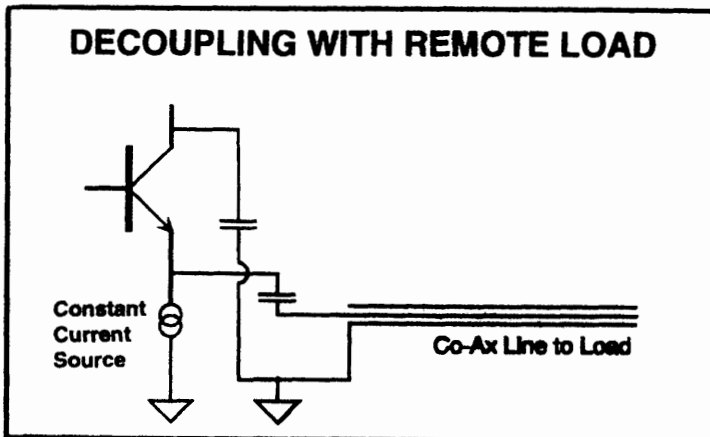 DECOUPLING WITH REMOTE LOAD
Constant
Current
Source
Co-Ax Line to Load